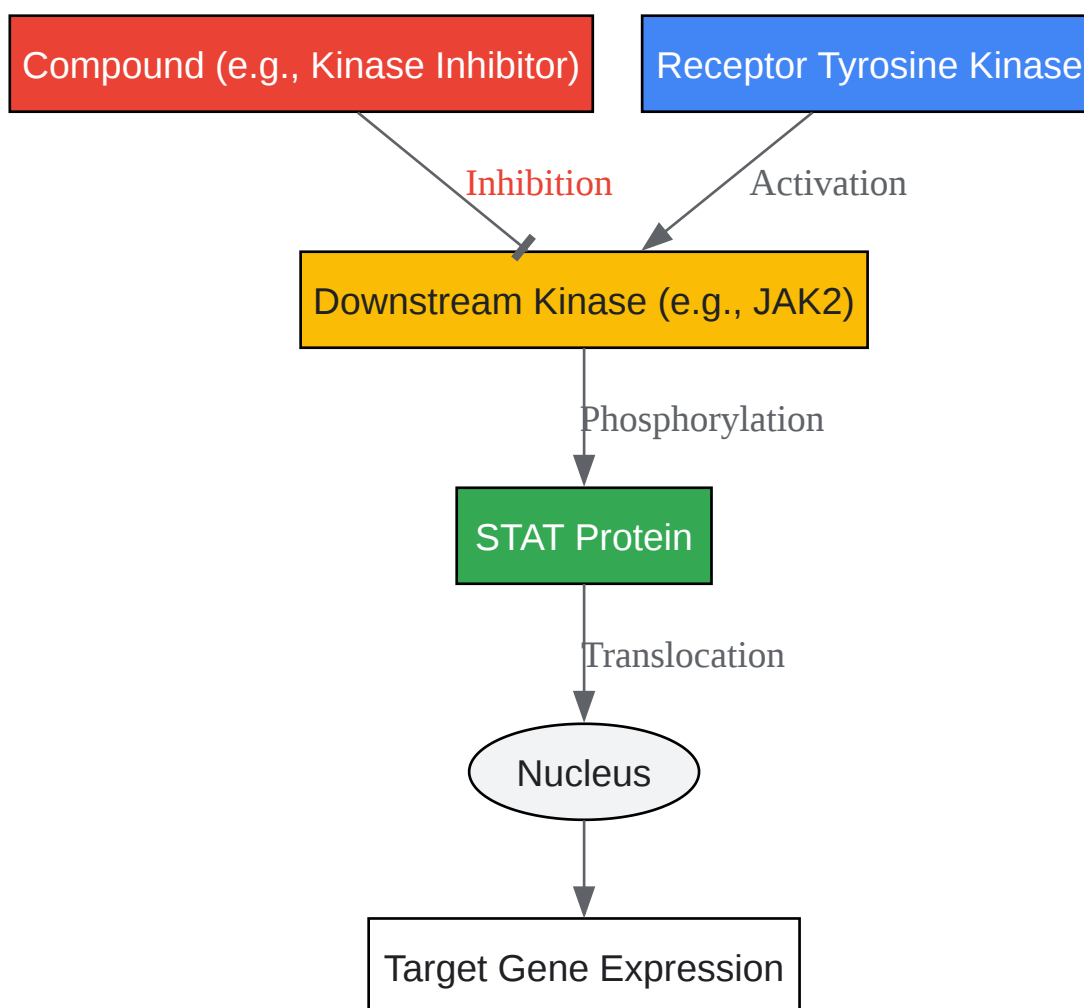 Compound (e.g., Kinase Inhibitor)
Receptor Tyrosine Kinase
Inhibition
Activation
Downstream Kinase (e.g., JAK2)
Phosphorylation
STAT Protein
Translocation
Nucleus
Target Gene Expression